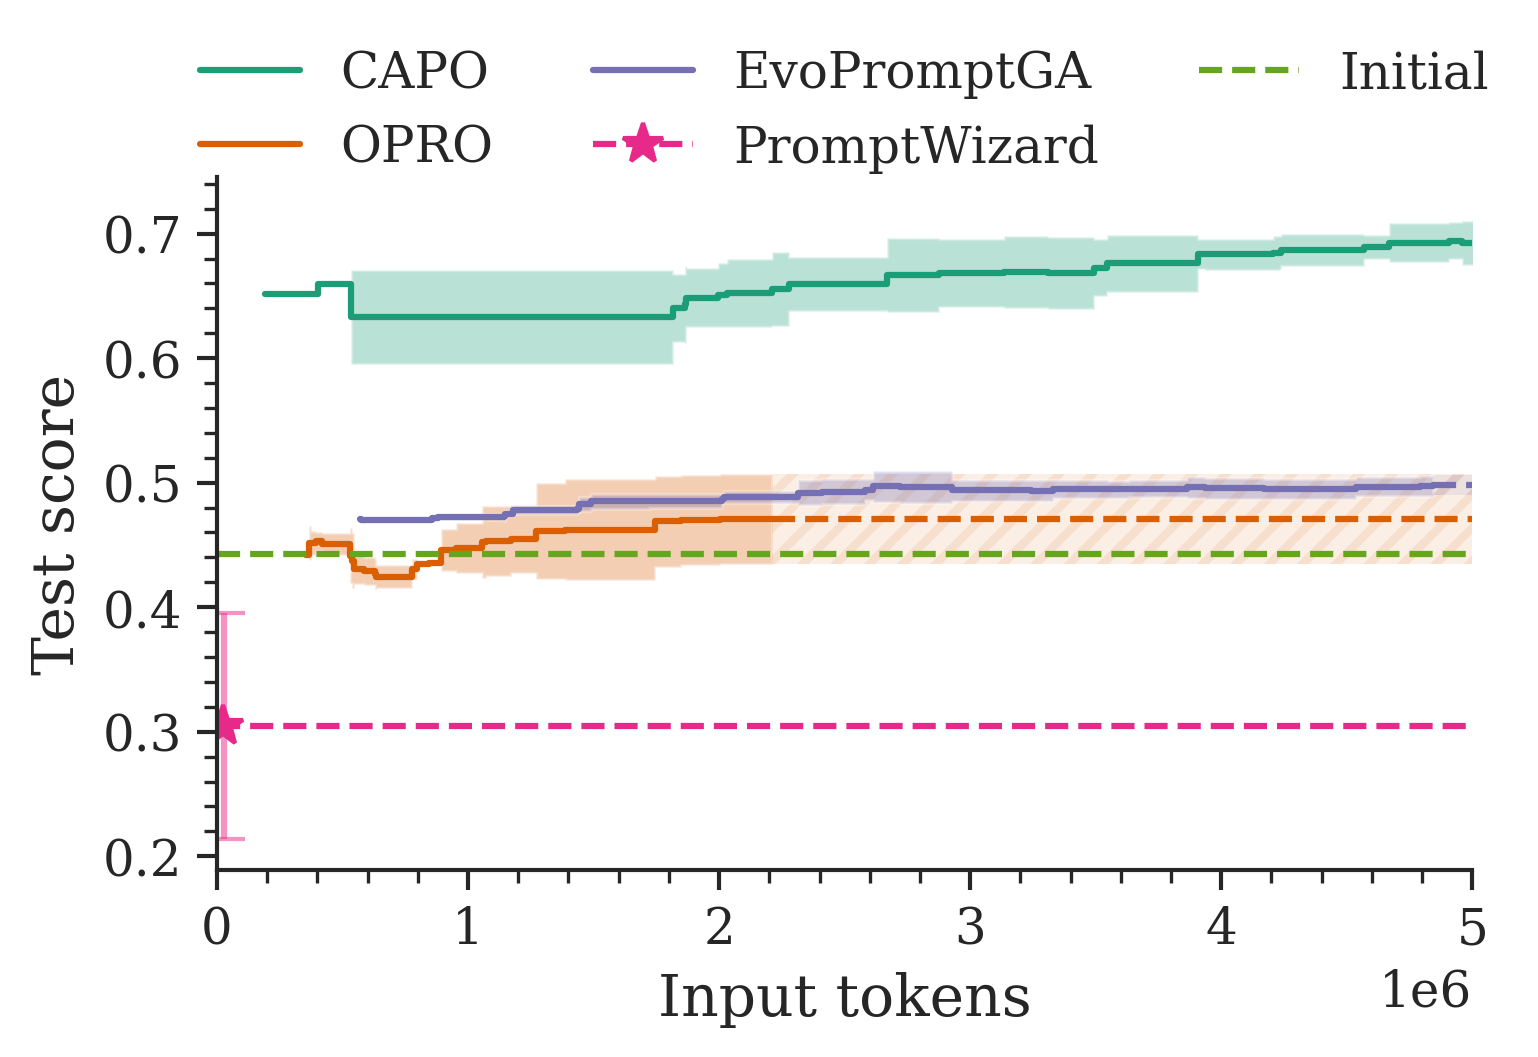 CAPO EvoPromptGA Initial
OPRO PromptWizard
0.7
0.6
0.5
0.4
0.3
0.2
Test score
0 1 2 3 4 5
1e6
Input tokens